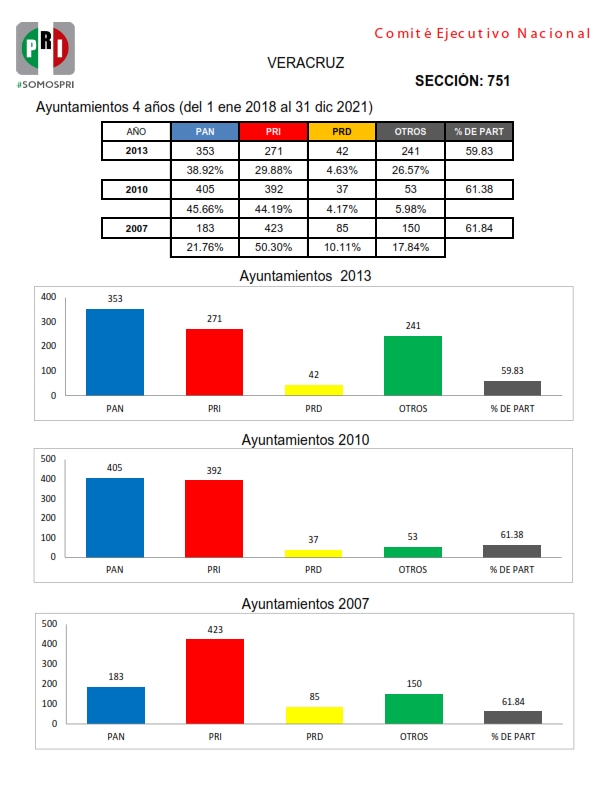 Comité Ejecutivo Nacional
PRI
#SOMOSPRI
VERACRUZ
SECCIÓN: 751
Ayuntamientos 4 años (del 1 ene 2018 al 31 dic 2021)
AÑO PAN PRI PRD OTROS % DE PART
2013 353 271 42 241 59.83
38.92% 29.88% 4.63% 26.57%
2010 405 392 37 53 61.38
45.66% 44.19% 4.17% 5.98%
2007 183 423 85 150 61.84
21.76% 50.30% 10.11% 17.84%
Ayuntamientos 2013
400
353
300
271
241
200
100
42
59.83
0
PAN PRI PRD OTROS % DE PART
Ayuntamientos 2010
500
405
392
400
300
200
100
37
53
61.38
0
PAN PRI PRD OTROS % DE PART
Ayuntamientos 2007
500
423
400
300
183
200
150
100
85
61.84
0
PAN PRI PRD OTROS % DE PART